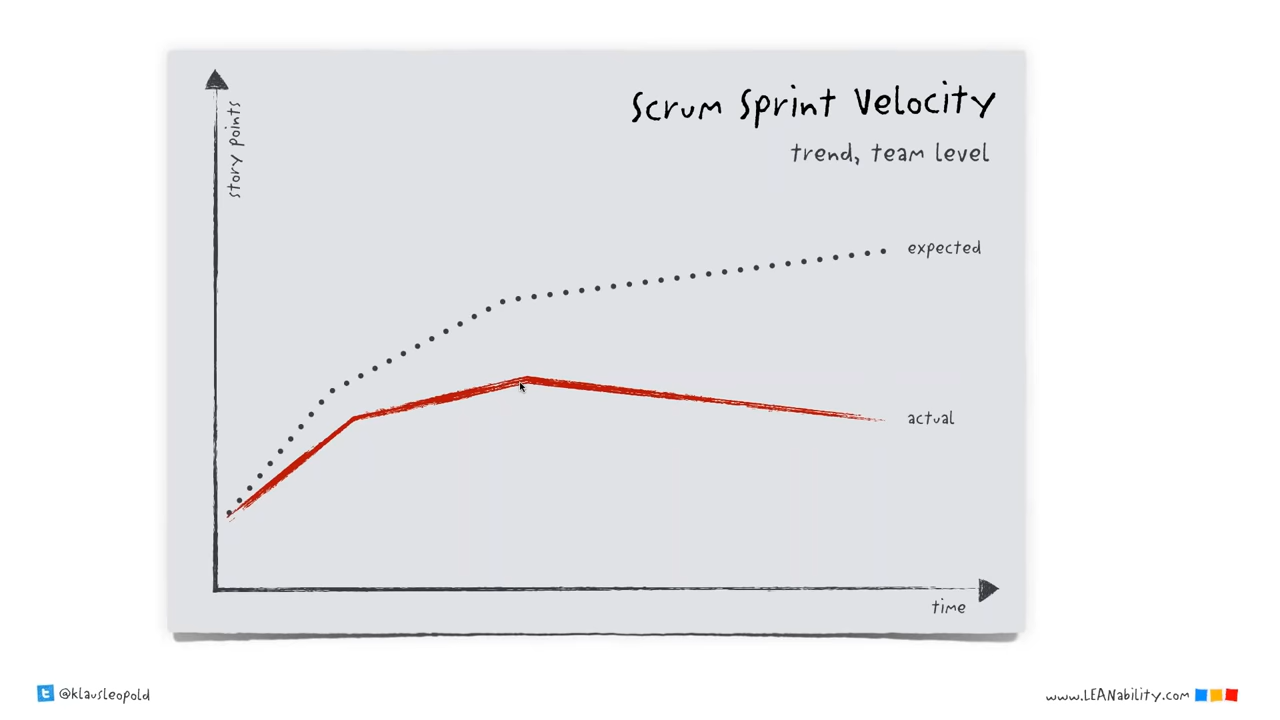 Scrum Sprint Velocity
trend, team level
story points
expected
actual
time
@klausleopold
www.LEANability.com